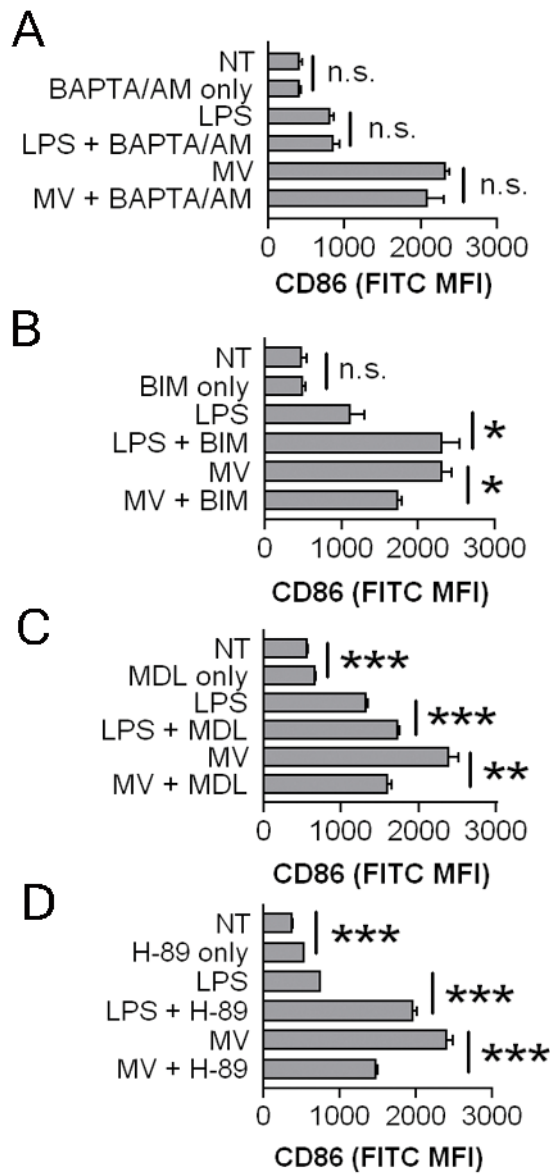 A
NT
BAPTA/AM only
LPS
LPS + BAPTA/AM
MV
MV + BAPTA/AM
n.s.
n.s.
n.s.
0 1000 2000 3000
CD86 (FITC MFI)
B
NT
BIM only
LPS
LPS + BIM
MV
MV + BIM
n.s.
*
*
0 1000 2000 3000
CD86 (FITC MFI)
C
NT
MDL only
LPS
LPS + MDL
MV
MV + MDL
***
***
**
0 1000 2000 3000
CD86 (FITC MFI)
D
NT
H-89 only
LPS
LPS + H-89
MV
MV + H-89
***
***
***
0 1000 2000 3000
CD86 (FITC MFI)